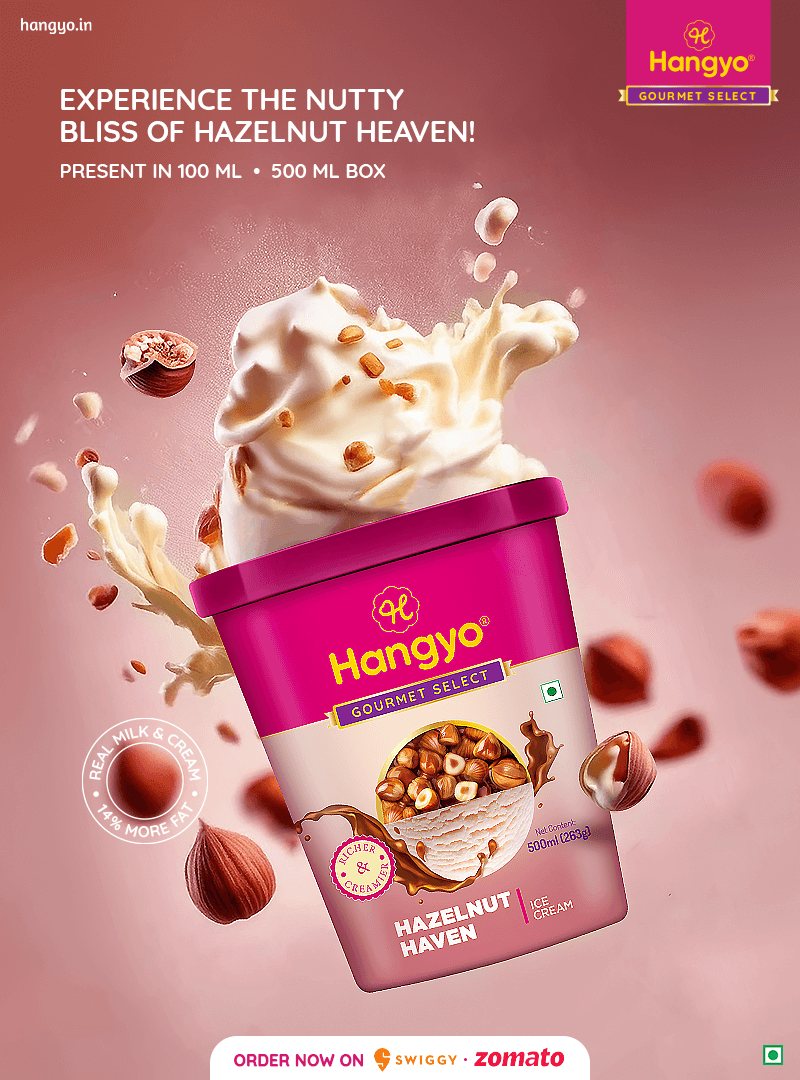 hangyo.in
Hangyo®
GOURMET SELECT
EXPERIENCE THE NUTTY
BLISS OF HAZELNUT HEAVEN!
PRESENT IN 100 ML • 500 ML BOX
Hangyo®
GOURMET SELECT
REAL MILK & CREAM
• 14% MORE FAT •
Net Content:
500ml (263g)
RICHER
&
CREAMIER
HAZELNUT
HAVEN
ICE
CREAM
ORDER NOW ON SWIGGY · zomato